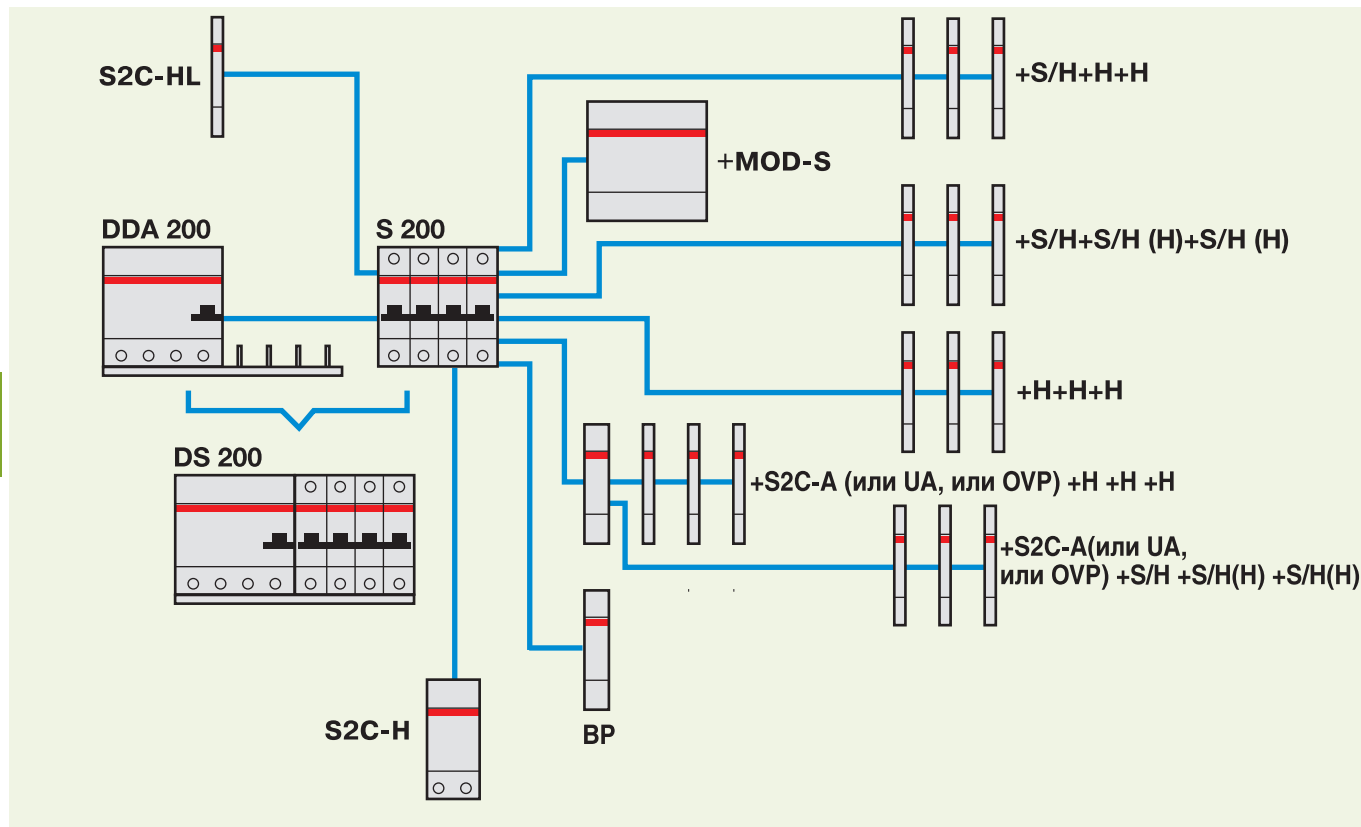 S2C-HL
+S/H+H+H
+MOD-S
DDA 200
S 200
+S/H+S/H (H)+S/H (H)
+H+H+H
DS 200
+S2C-A (или UA, или OVP) +H +H +H
+S2C-A(или UA,
или OVP) +S/H +S/H(H) +S/H(H)
S2C-H
BP